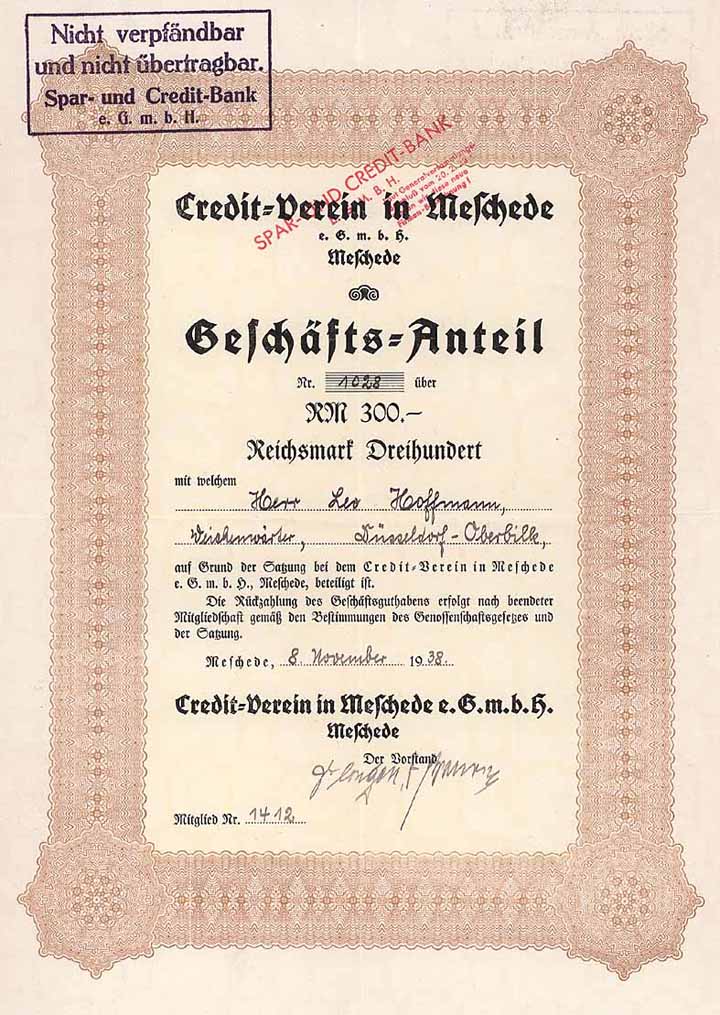 Nicht verpfändbar
und nicht übertragbar.
Spar- und Credit-Bank
e. G. m. b. H.
SPAR- UND CREDIT-BANK
E. G. M. B. H.
Credit-Verein in Meschede
e. G. m. b. H.
Meschede
Geschäfts-Anteil
Nr. 1028 über
RM 300.–
Reichsmark Dreihundert
mit welchem
Herr Leo Hoffmann,
Weichenwärter, Düsseldorf-Oberbilk,
auf Grund der Satzung bei dem Credit-Verein in Meschede
e. G. m. b. H., Meschede, beteiligt ist.
Die Rückzahlung des Geschäftsguthabens erfolgt nach beendeter
Mitgliedschaft gemäß den Bestimmungen des Genossenschaftsgesetzes und
der Satzung.
Meschede, 8. November 1938.
Credit-Verein in Meschede e. G. m. b. H.
Meschede
Der Vorstand
Mitglied Nr. 1412